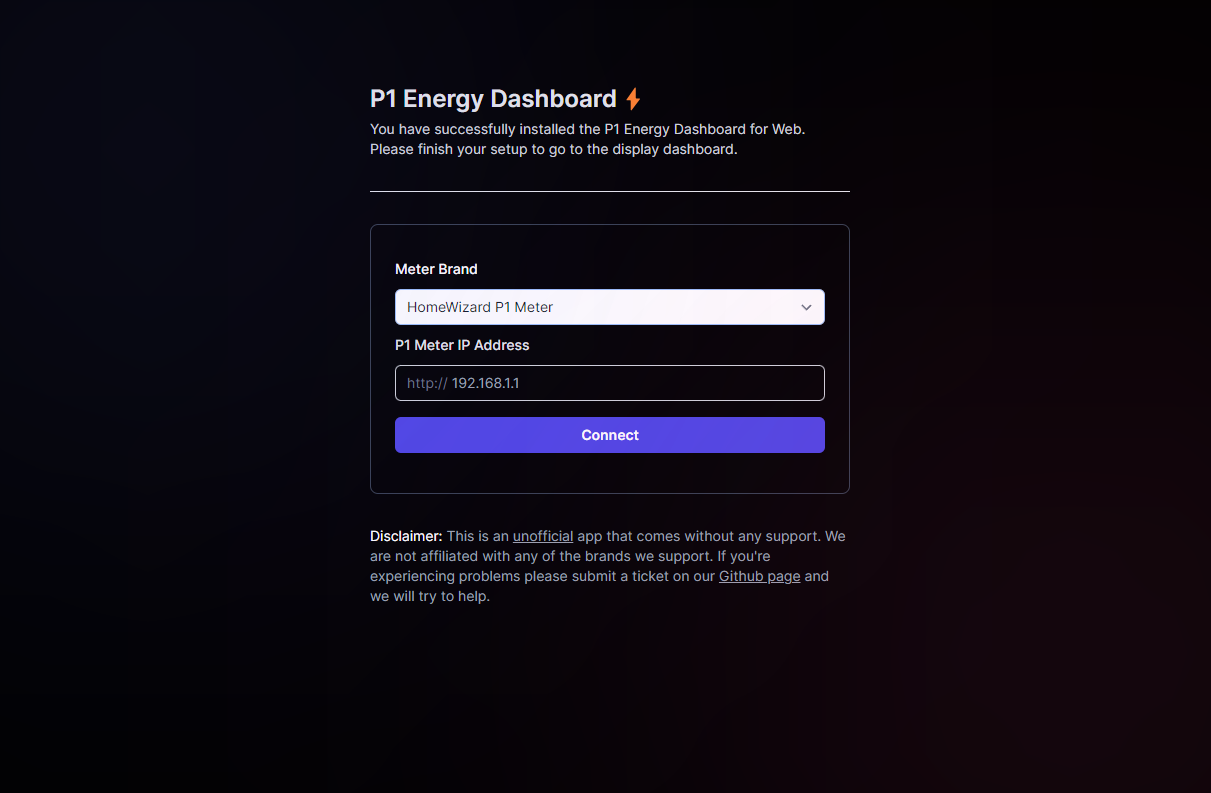 P1 Energy Dashboard ⚡
You have successfully installed the P1 Energy Dashboard for Web.
Please finish your setup to go to the display dashboard.
Meter Brand
HomeWizard P1 Meter
P1 Meter IP Address
http:// 192.168.1.1
Connect
Disclaimer: This is an unofficial app that comes without any support. We
are not affiliated with any of the brands we support. If you're
experiencing problems please submit a ticket on our Github page and
we will try to help.